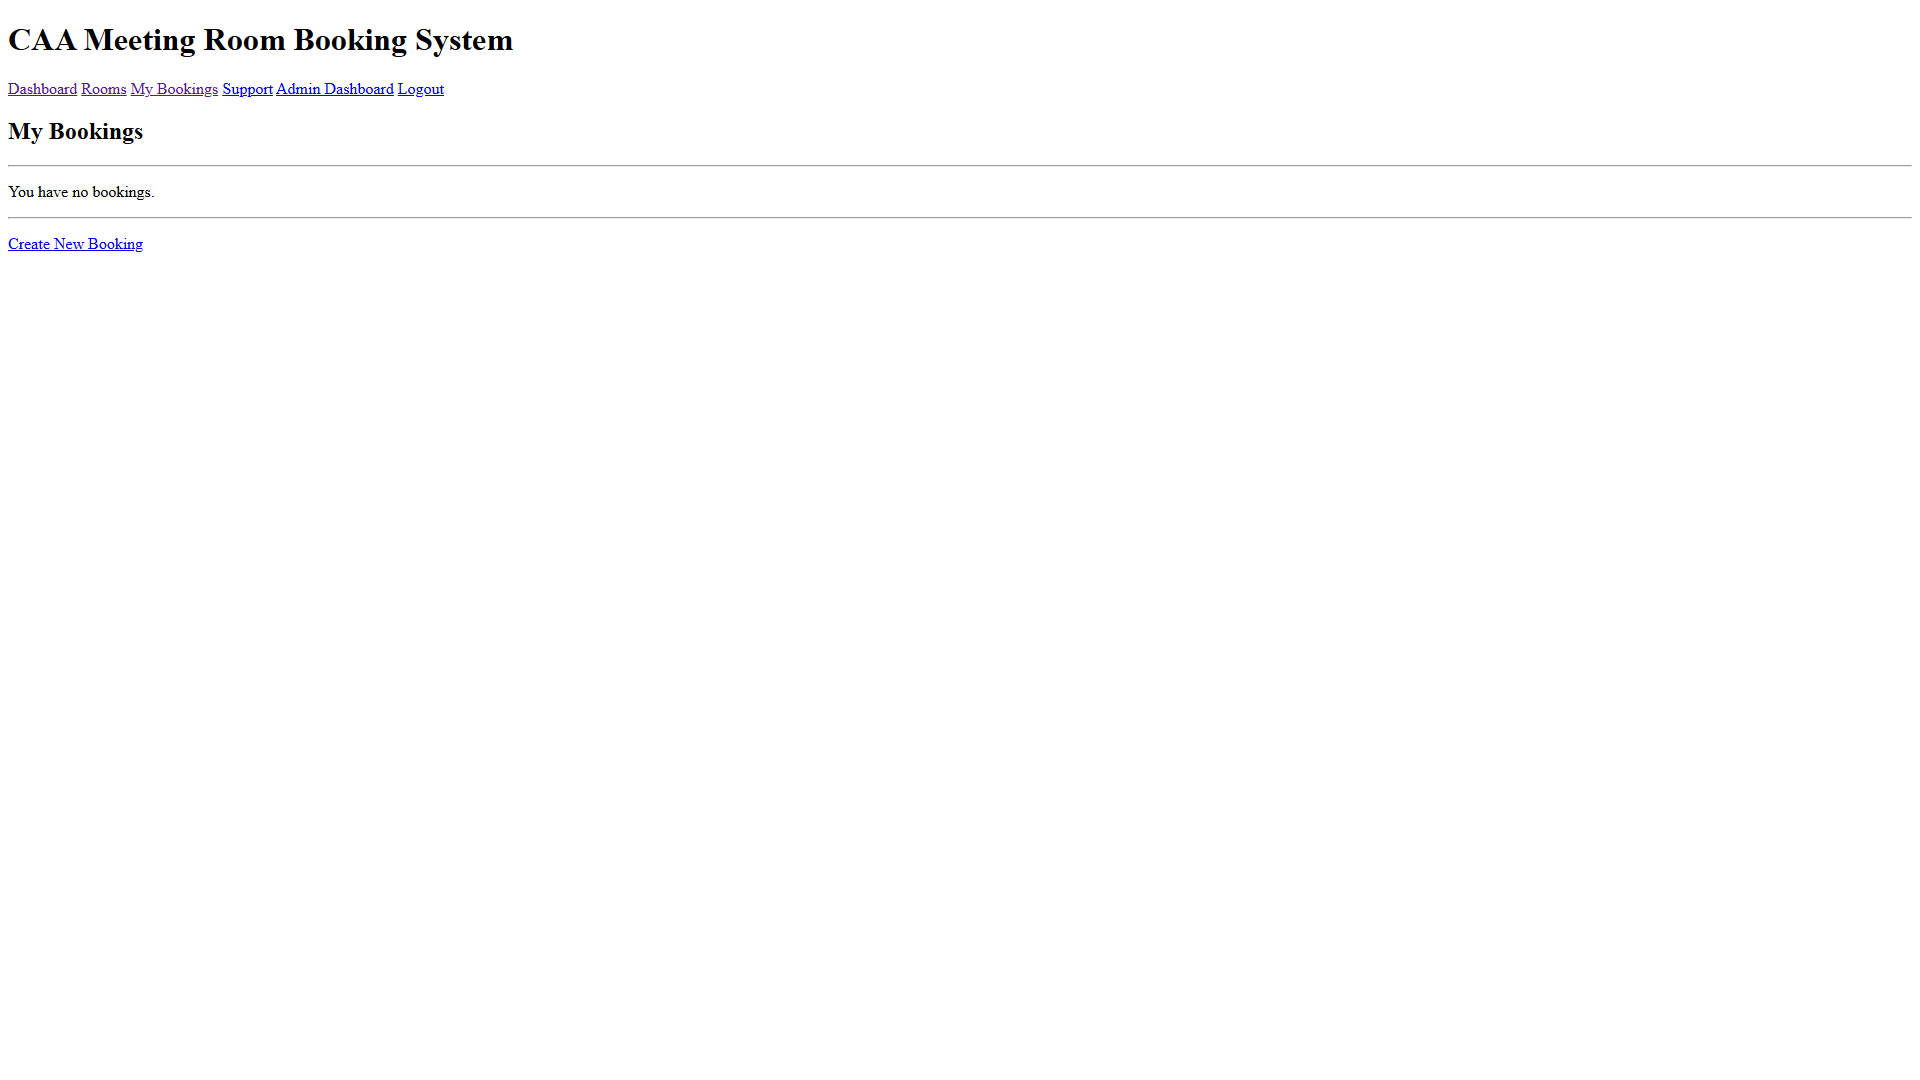 CAA Meeting Room Booking System
Dashboard Rooms My Bookings Support Admin Dashboard Logout
My Bookings
You have no bookings.
Create New Booking